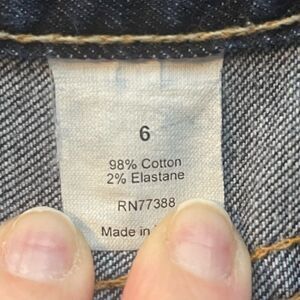 6
98% Cotton
2% Elastane
RN77388
Made in